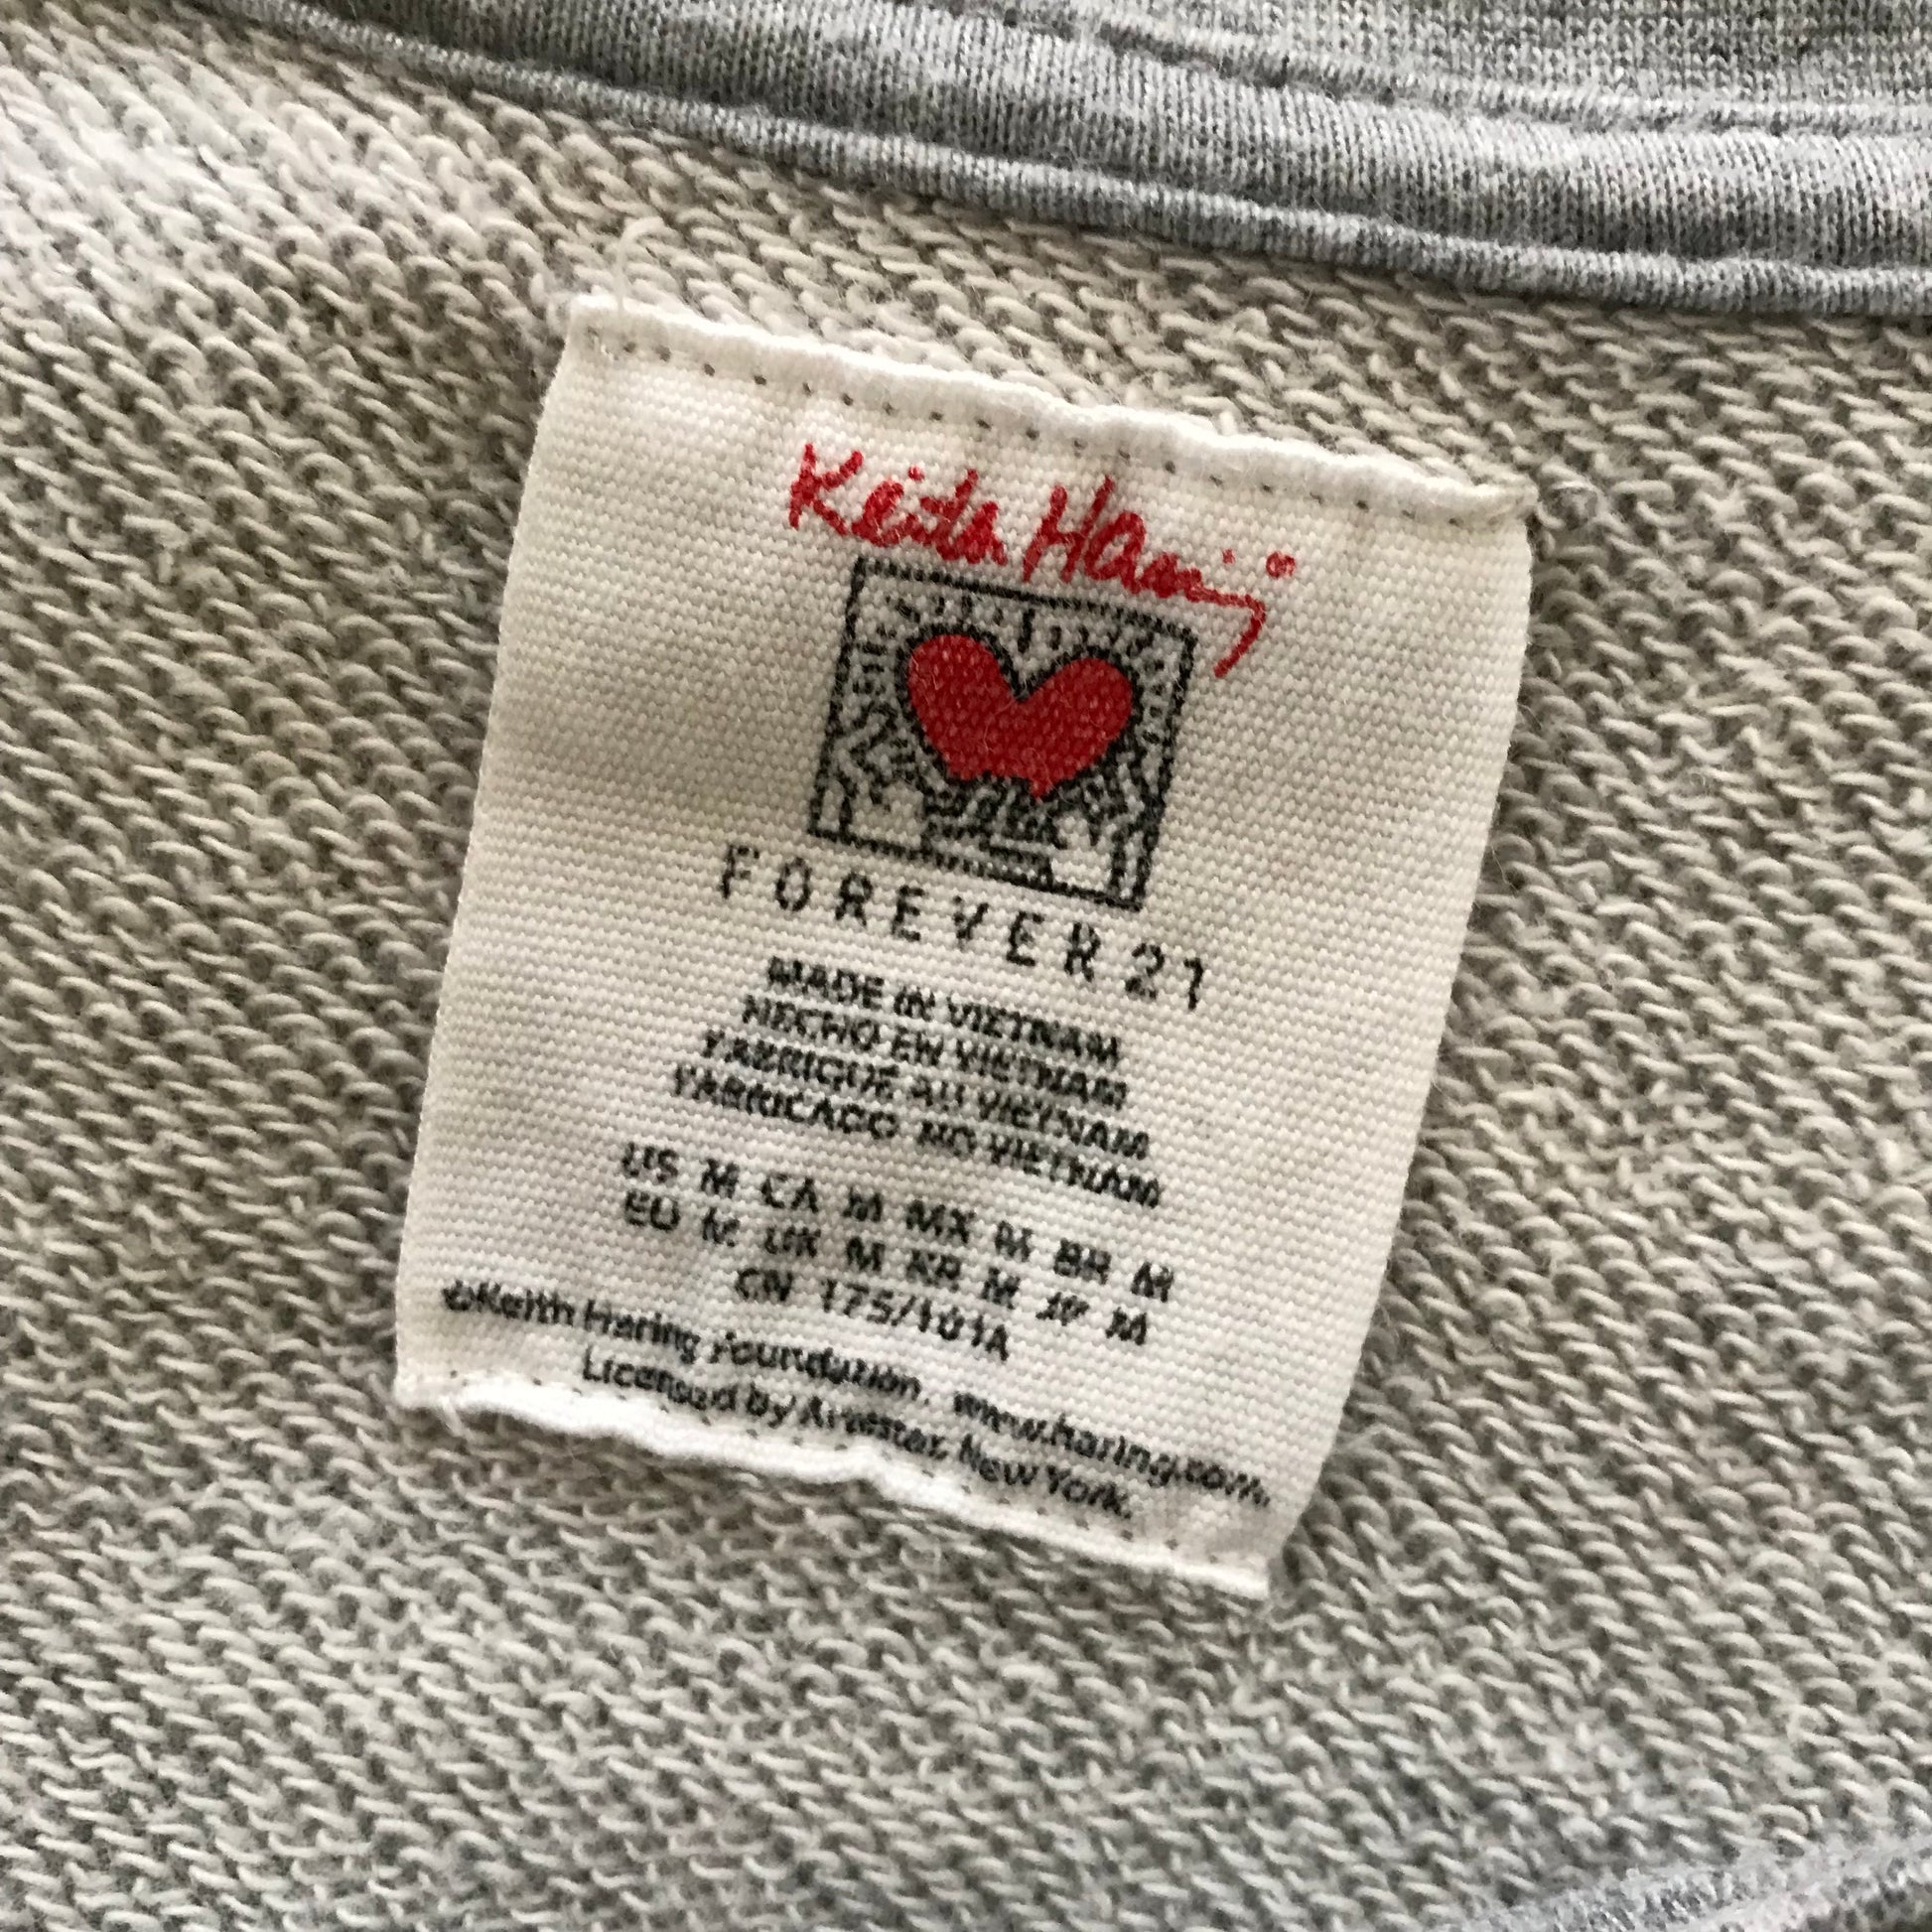 Keith Haring®
FOREVER 21
MADE IN VIETNAM
HECHO EN VIETNAM
FABRIQUÉ AU VIETNAM
FABRICADO NO VIETNAM
US M CA M MX M BR M
EU M UK M KR M JP M
CN 175/101A
©Keith Haring Foundation, www.haring.com.
Licensed by Artestar, New York.